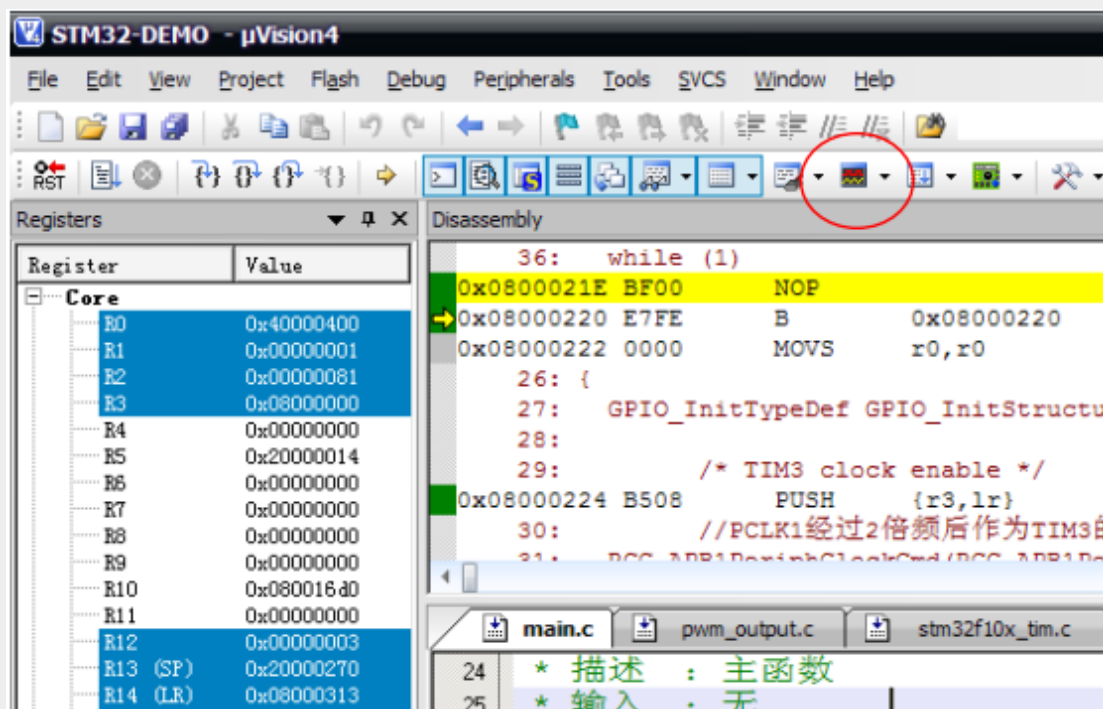 STM32-DEMO - µVision4
File Edit View Project Flash Debug Peripherals Tools SVCS Window Help
RST
Registers
Register Value
Core
R0 0x40000400
R1 0x00000001
R2 0x00000081
R3 0x08000000
R4 0x00000000
R5 0x20000014
R6 0x00000000
R7 0x00000000
R8 0x00000000
R9 0x00000000
R10 0x080016d0
R11 0x00000000
R12 0x00000003
R13 (SP) 0x20000270
R14 (LR) 0x08000313
Disassembly
36: while (1)
0x0800021E BF00 NOP
0x08000220 E7FE B 0x08000220
0x08000222 0000 MOVS r0,r0
26: {
27: GPIO_InitTypeDef GPIO_InitStructu
28:
29: /* TIM3 clock enable */
0x08000224 B508 PUSH {r3,lr}
30: //PCLK1经过2倍频后作为TIM3的
31: RCC_APB1PeriphClockCmd(RCC_APB1Pe
main.c pwm_output.c stm32f10x_tim.c
24 * 描述 : 主函数
25 * 输入 : 无